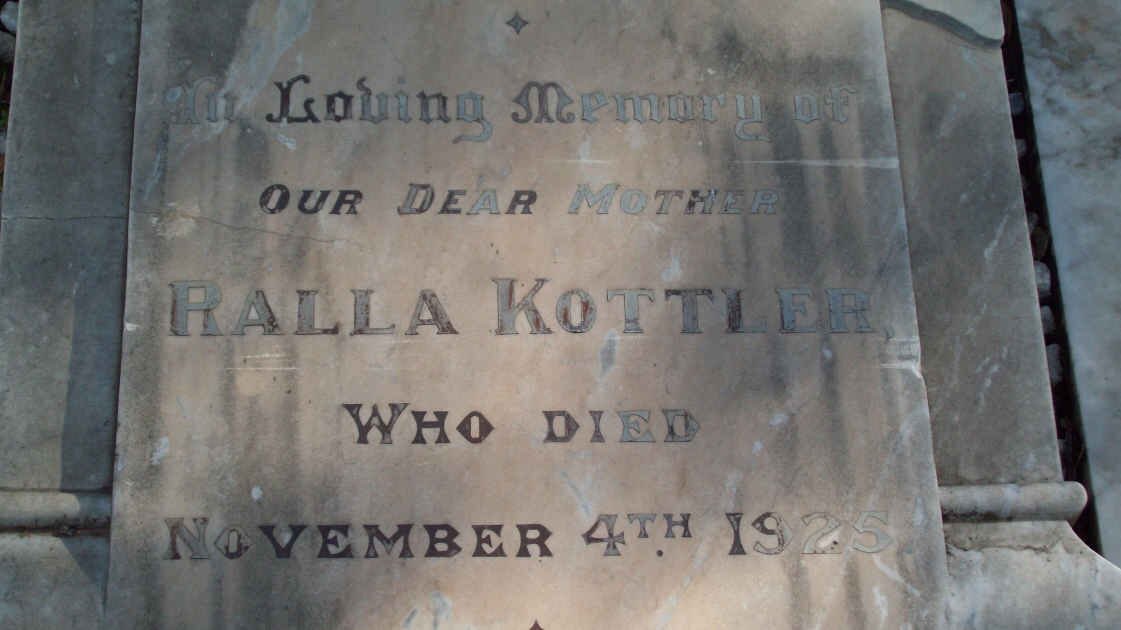 In Loving Memory of
OUR DEAR MOTHER
RALLA KOTTLER
WHO DIED
NOVEMBER 4TH 1925